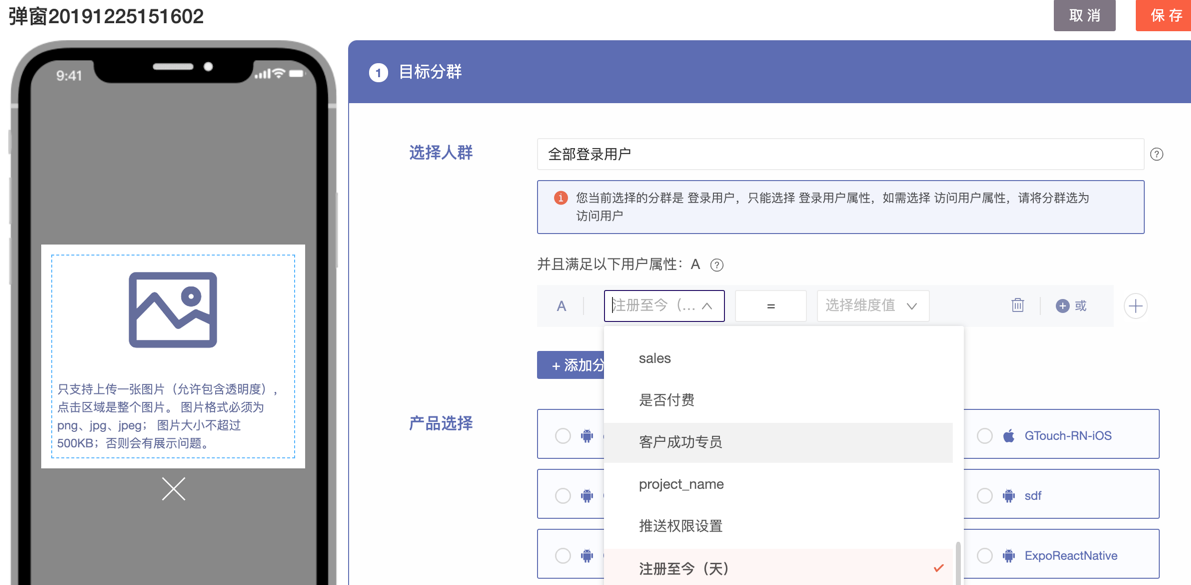 弹窗20191225151602
取 消
保 存
9:41
1 目标分群
选择人群
全部登录用户
您当前选择的分群是 登录用户，只能选择 登录用户属性，如需选择 访问用户属性，请将分群选为
访问用户
并且满足以下用户属性：A
A 注册至今（... = 选择维度值 或
+ 添加分
sales
是否付费
客户成功专员
project_name
推送权限设置
注册至今（天）
产品选择
GTouch-RN-iOS
sdf
ExpoReactNative
只支持上传一张图片（允许包含透明度），
点击区域是整个图片。 图片格式必须为
png、jpg、jpeg； 图片大小不超过
500KB；否则会有展示问题。